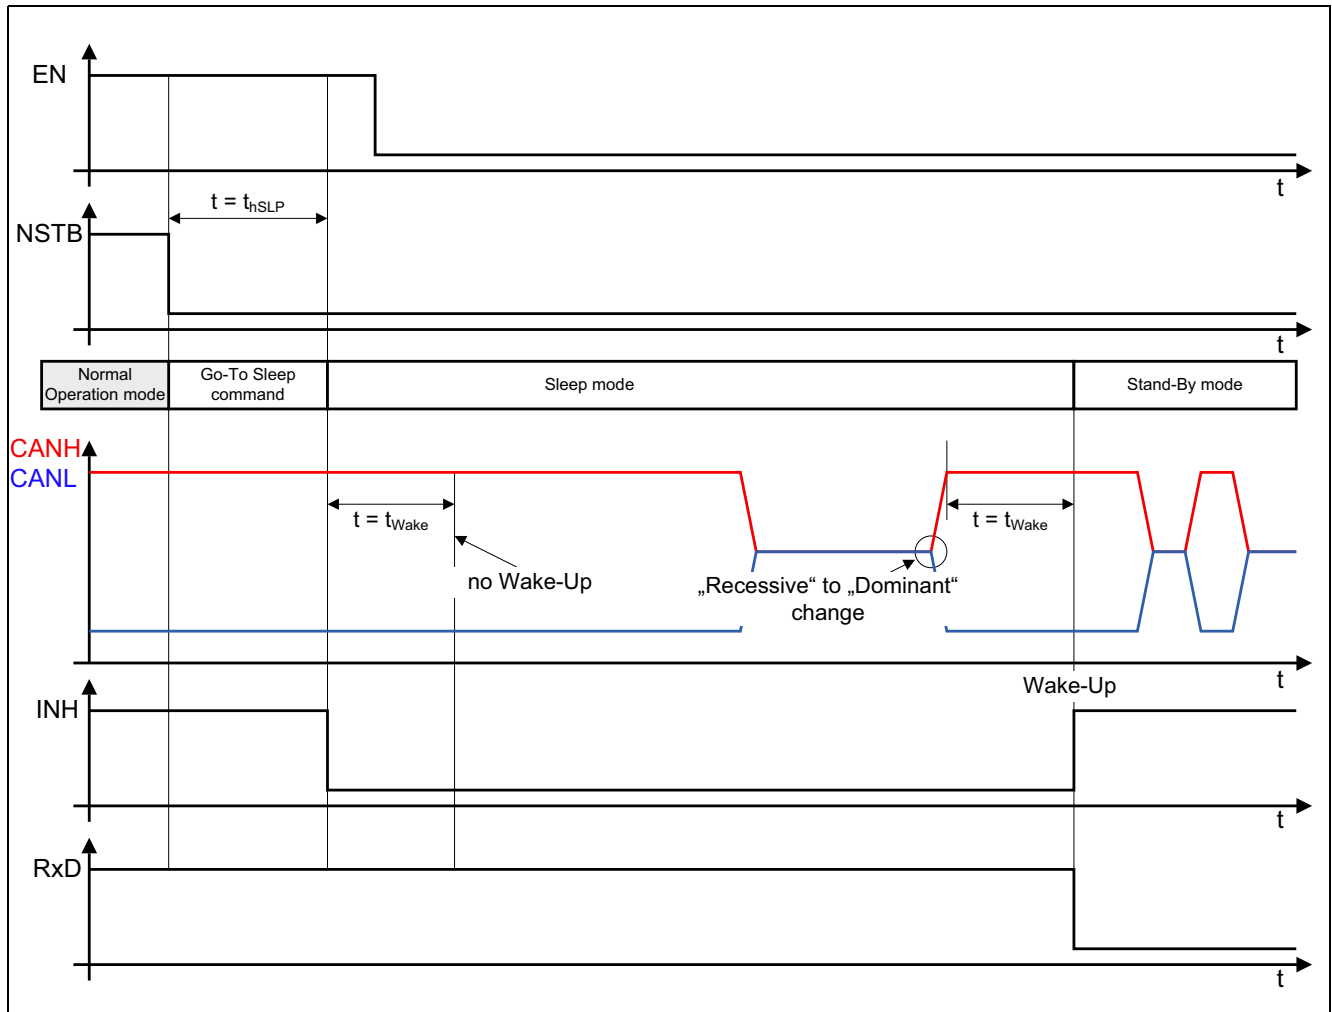 EN
t
t = thSLP
NSTB
t
Normal
Operation mode
Go-To Sleep
command
Sleep mode
Stand-By mode
CANH
CANL
t = tWake
t = tWake
no Wake-Up
„Recessive“ to „Dominant“
change
t
Wake-Up
INH
t
RxD
t